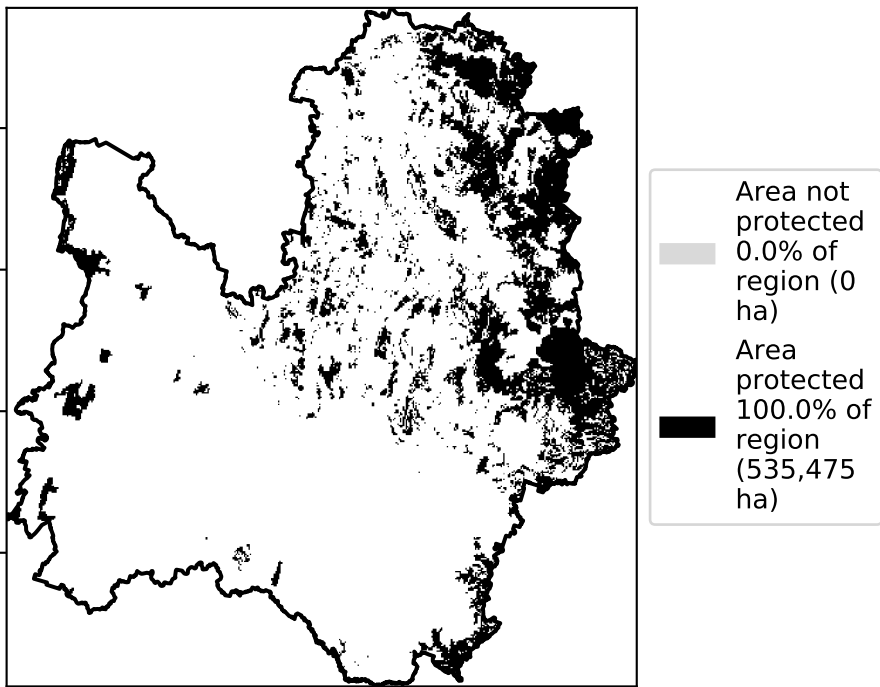 Area not
protected
0.0% of
region (0
ha)
Area
protected
100.0% of
region
(535,475
ha)